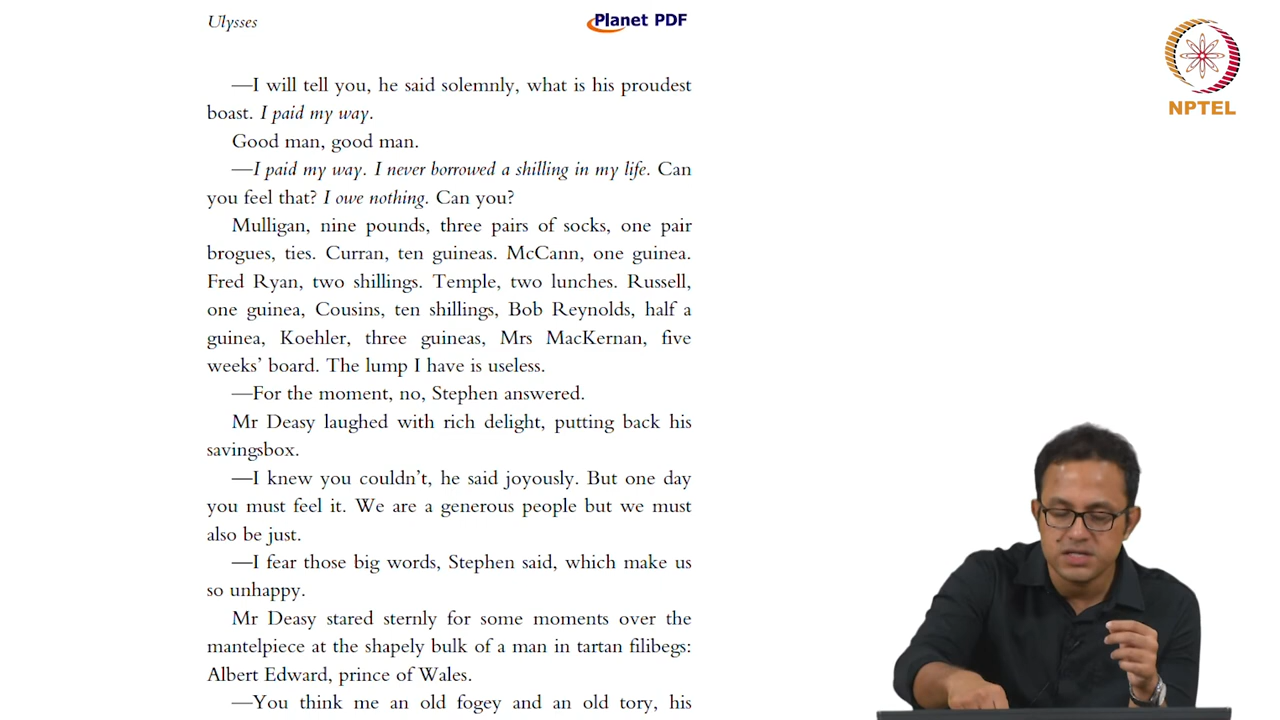 Ulysses
Planet PDF
NPTEL
—I will tell you, he said solemnly, what is his proudest
boast. I paid my way.
Good man, good man.
—I paid my way. I never borrowed a shilling in my life. Can
you feel that? I owe nothing. Can you?
Mulligan, nine pounds, three pairs of socks, one pair
brogues, ties. Curran, ten guineas. McCann, one guinea.
Fred Ryan, two shillings. Temple, two lunches. Russell,
one guinea, Cousins, ten shillings, Bob Reynolds, half a
guinea, Koehler, three guineas, Mrs MacKernan, five
weeks’ board. The lump I have is useless.
—For the moment, no, Stephen answered.
Mr Deasy laughed with rich delight, putting back his
savingsbox.
—I knew you couldn’t, he said joyously. But one day
you must feel it. We are a generous people but we must
also be just.
—I fear those big words, Stephen said, which make us
so unhappy.
Mr Deasy stared sternly for some moments over the
mantelpiece at the shapely bulk of a man in tartan filibegs:
Albert Edward, prince of Wales.
—You think me an old fogey and an old tory, his